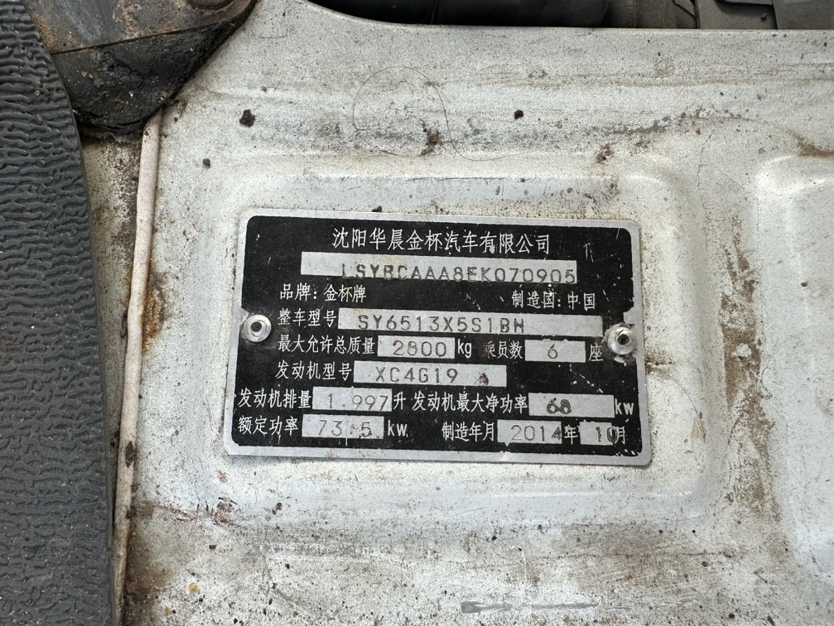 沈阳华晨金杯汽车有限公司
LSYBCAAA8EK070905
品牌：金杯牌 制造国：中国
整车型号 SY6513X5S1BH
最大允许总质量 2800 kg 乘员数 6 座
发动机型号 XC4G19
发动机排量 1.997 升 发动机最大净功率 68 kw
额定功率 73.5 kw 制造年月 2014 年 10 月